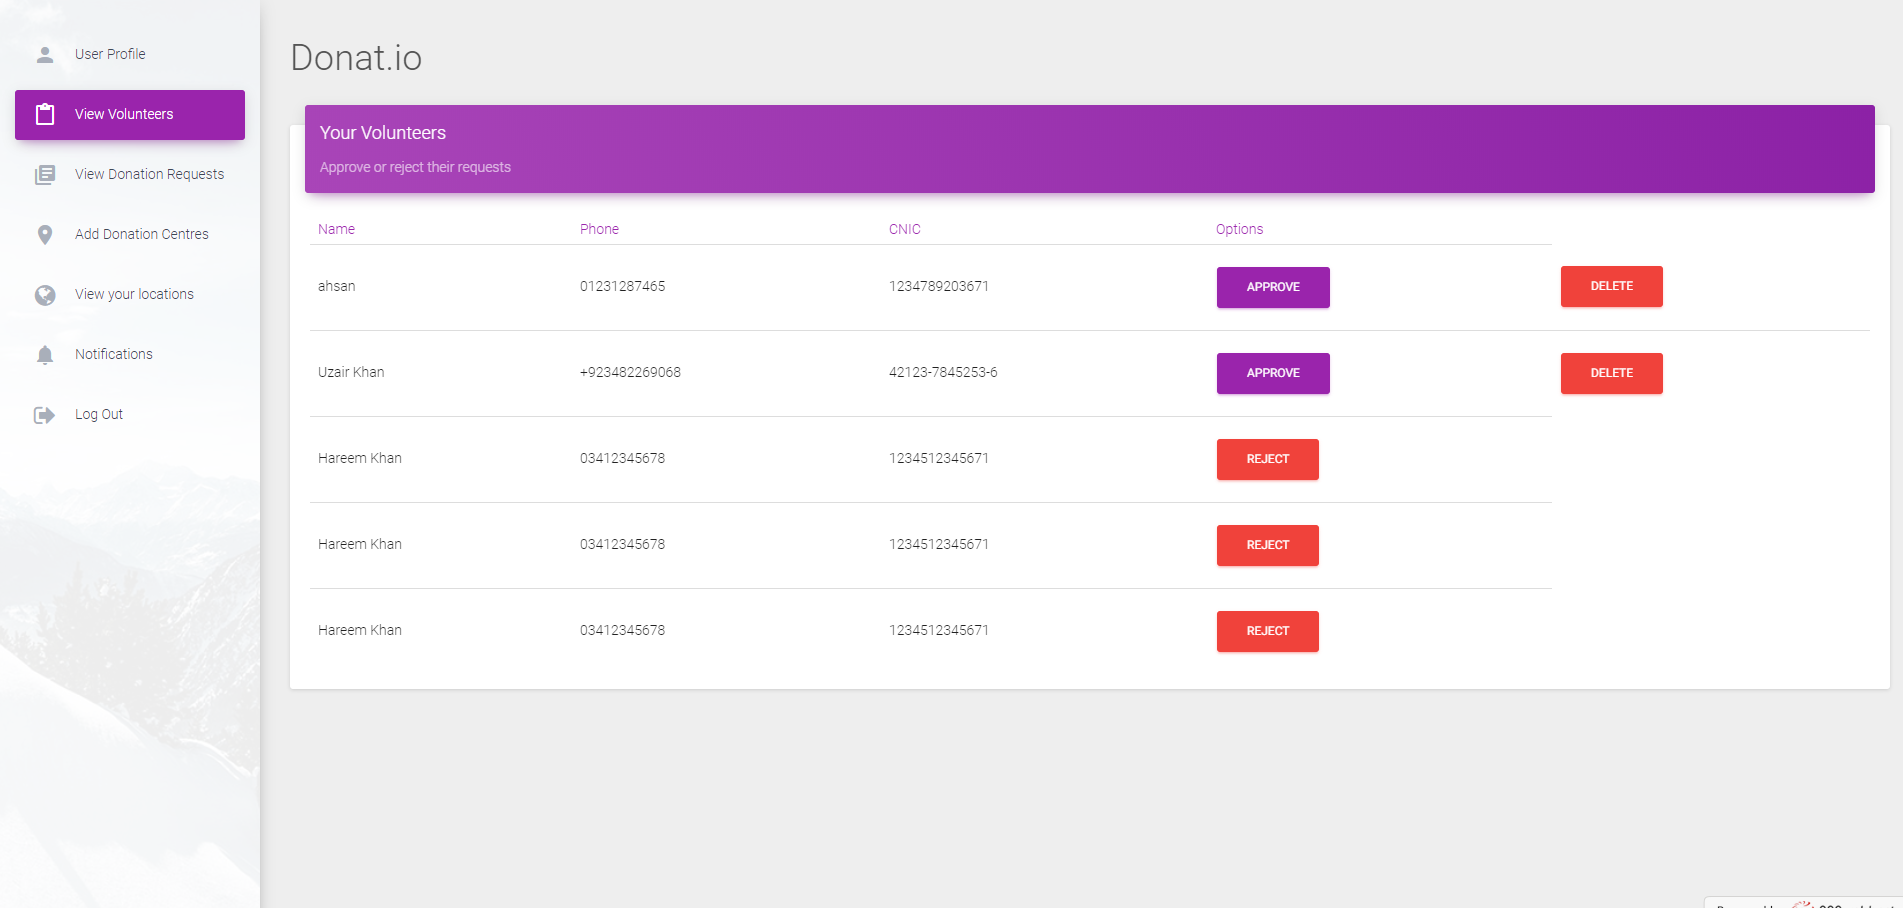 User Profile
View Volunteers
View Donation Requests
Add Donation Centres
View your locations
Notifications
Log Out
Donat.io
Your Volunteers
Approve or reject their requests
Name Phone CNIC Options
ahsan 01231287465 1234789203671 APPROVE DELETE
Uzair Khan +923482269068 42123-7845253-6 APPROVE DELETE
Hareem Khan 03412345678 1234512345671 REJECT
Hareem Khan 03412345678 1234512345671 REJECT
Hareem Khan 03412345678 1234512345671 REJECT